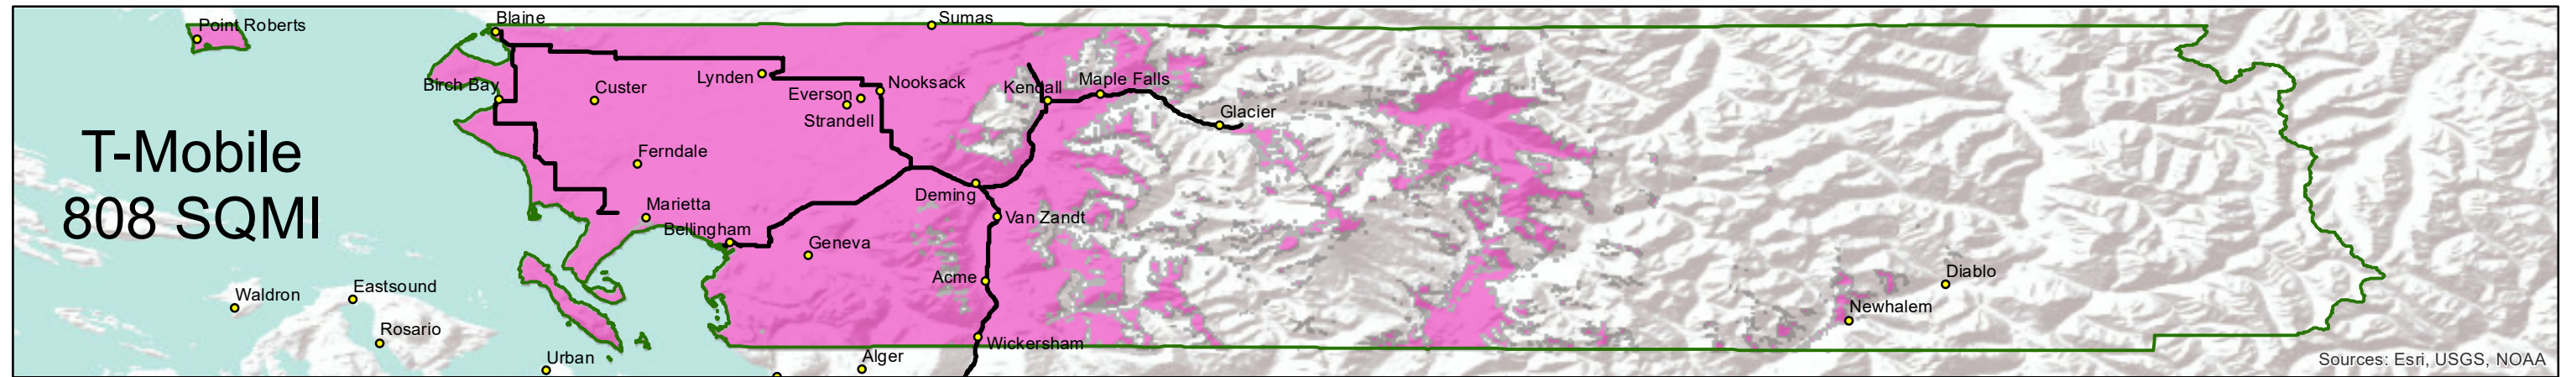 Blaine
Sumas
Point Roberts
Birch Bay
Custer
Lynden
Nooksack
Everson
Strandell
Kendall
Maple Falls
Glacier
T-Mobile
808 SQMI
Ferndale
Marietta
Deming
Van Zandt
Bellingham
Geneva
Acme
Diablo
Newhalem
Waldron
Eastsound
Rosario
Wickersham
Urban
Alger
Sources: Esri, USGS, NOAA